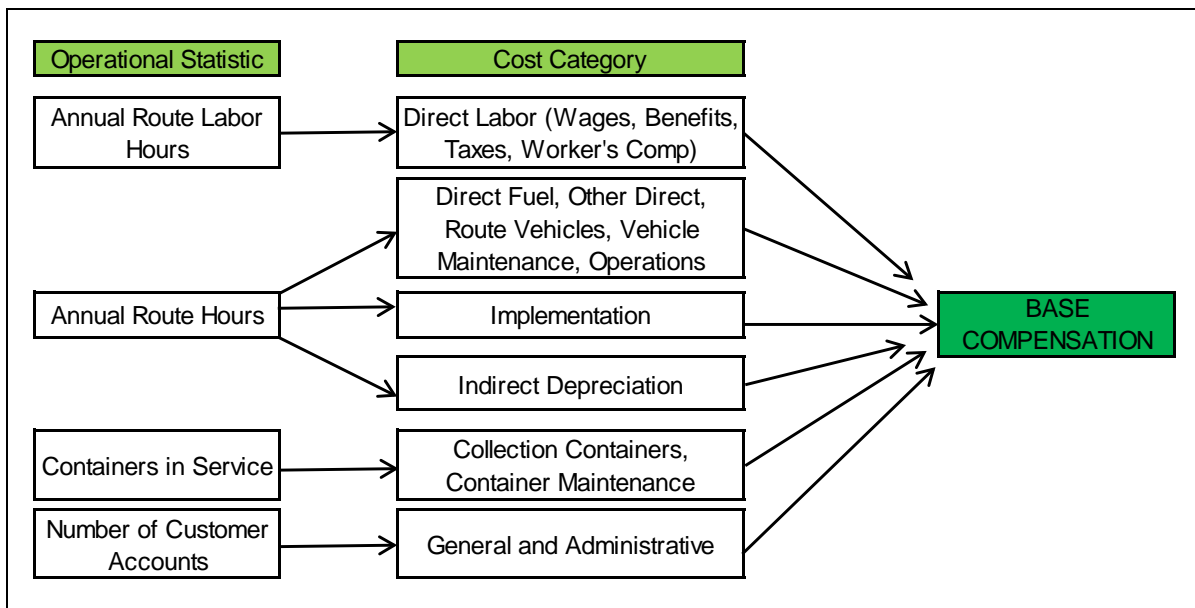 Operational Statistic
Cost Category
Annual Route Labor
Hours
Direct Labor (Wages, Benefits,
Taxes, Worker's Comp)
Direct Fuel, Other Direct,
Route Vehicles, Vehicle
Maintenance, Operations
Annual Route Hours
Implementation
BASE
COMPENSATION
Indirect Depreciation
Containers in Service
Collection Containers,
Container Maintenance
Number of Customer
Accounts
General and Administrative